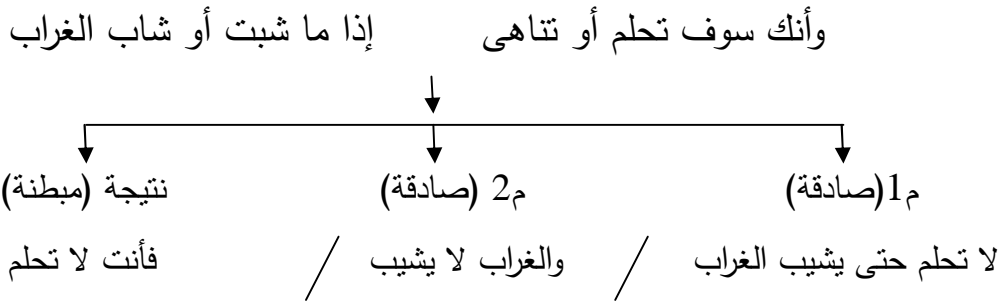 وأنك سوف تحلم أو تتاهى إذا ما شبت أو شاب الغراب
م1(صادقة) م2 (صادقة) نتيجة (مبطنة)
لا تحلم حتى يشيب الغراب / والغراب لا يشيب / فأنت لا تحلم